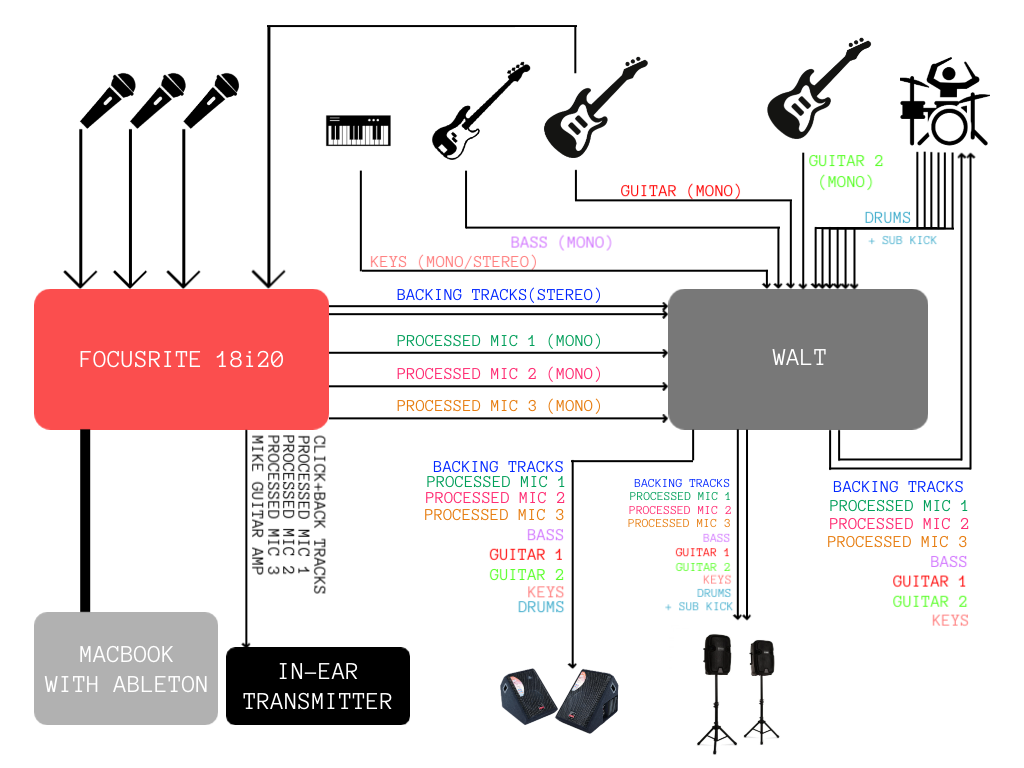 GUITAR 2
(MONO)
GUITAR (MONO)
DRUMS
+ SUB KICK
BASS (MONO)
KEYS (MONO/STEREO)
BACKING TRACKS(STEREO)
PROCESSED MIC 1 (MONO)
PROCESSED MIC 2 (MONO)
PROCESSED MIC 3 (MONO)
FOCUSRITE 18i20
WALT
CLICK+BACK TRACKS
PROCESSED MIC 1
PROCESSED MIC 2
PROCESSED MIC 3
MIKE GUITAR AMP
BACKING TRACKS
PROCESSED MIC 1
PROCESSED MIC 2
PROCESSED MIC 3
BASS
GUITAR 1
GUITAR 2
KEYS
DRUMS
BACKING TRACKS
PROCESSED MIC 1
PROCESSED MIC 2
PROCESSED MIC 3
BASS
GUITAR 1
GUITAR 2
KEYS
DRUMS
+ SUB KICK
BACKING TRACKS
PROCESSED MIC 1
PROCESSED MIC 2
PROCESSED MIC 3
BASS
GUITAR 1
GUITAR 2
KEYS
MACBOOK
WITH ABLETON
IN-EAR
TRANSMITTER